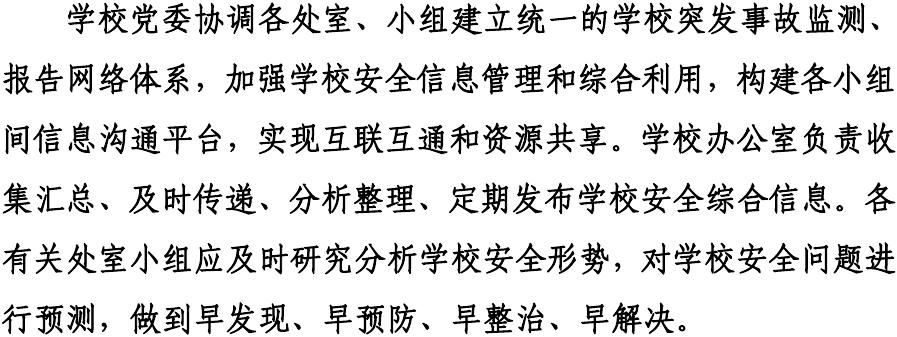 学校党委协调各处室、小组建立统一的学校突发事故监测、
报告网络体系，加强学校安全信息管理和综合利用，构建各小组
间信息沟通平台，实现互联互通和资源共享。学校办公室负责收
集汇总、及时传递、分析整理、定期发布学校安全综合信息。各
有关处室小组应及时研究分析学校安全形势，对学校安全问题进
行预测，做到早发现、早预防、早整治、早解决。